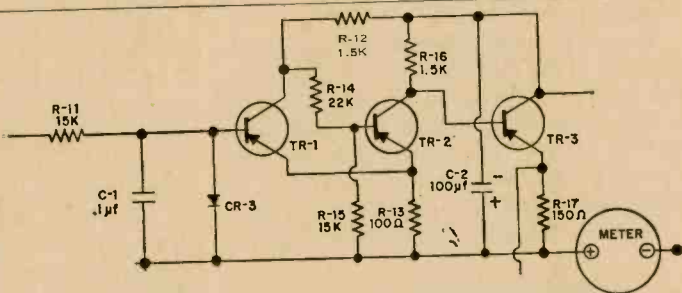 R-12
1.5K
R-16
1.5K
R-11
15K
R-14
22K
TR-1
TR-2
TR-3
C-1
.1µf
CR-3
R-15
15K
R-13
100Ω
C-2
100µf
−
+
R-17
150Ω
METER
+
−